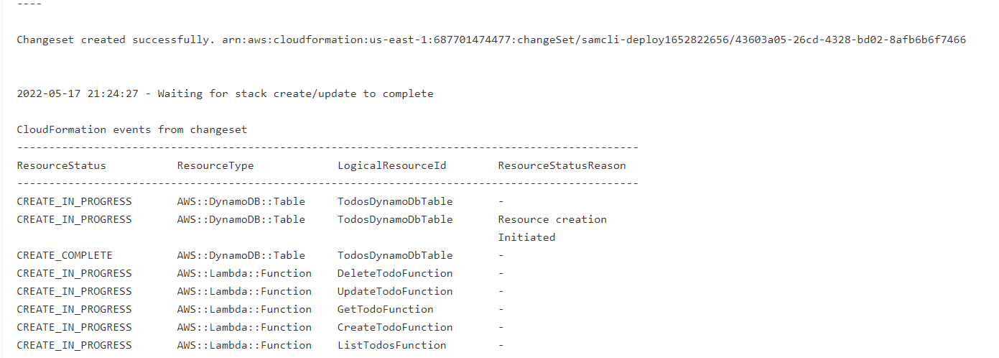 ----
Changeset created successfully. arn:aws:cloudformation:us-east-1:687701474477:changeSet/samcli-deploy1652822656/43603a05-26cd-4328-bd02-8afb6b6f7466
2022-05-17 21:24:27 - Waiting for stack create/update to complete
CloudFormation events from changeset
-------------------------------------------------------------------------------------------------
ResourceStatus           ResourceType             LogicalResourceId        ResourceStatusReason
-------------------------------------------------------------------------------------------------
CREATE_IN_PROGRESS       AWS::DynamoDB::Table     TodosDynamoDbTable       -
CREATE_IN_PROGRESS       AWS::DynamoDB::Table     TodosDynamoDbTable       Resource creation
                                                                           Initiated
CREATE_COMPLETE          AWS::DynamoDB::Table     TodosDynamoDbTable       -
CREATE_IN_PROGRESS       AWS::Lambda::Function    DeleteTodoFunction       -
CREATE_IN_PROGRESS       AWS::Lambda::Function    UpdateTodoFunction       -
CREATE_IN_PROGRESS       AWS::Lambda::Function    GetTodoFunction          -
CREATE_IN_PROGRESS       AWS::Lambda::Function    CreateTodoFunction       -
CREATE_IN_PROGRESS       AWS::Lambda::Function    ListTodosFunction        -